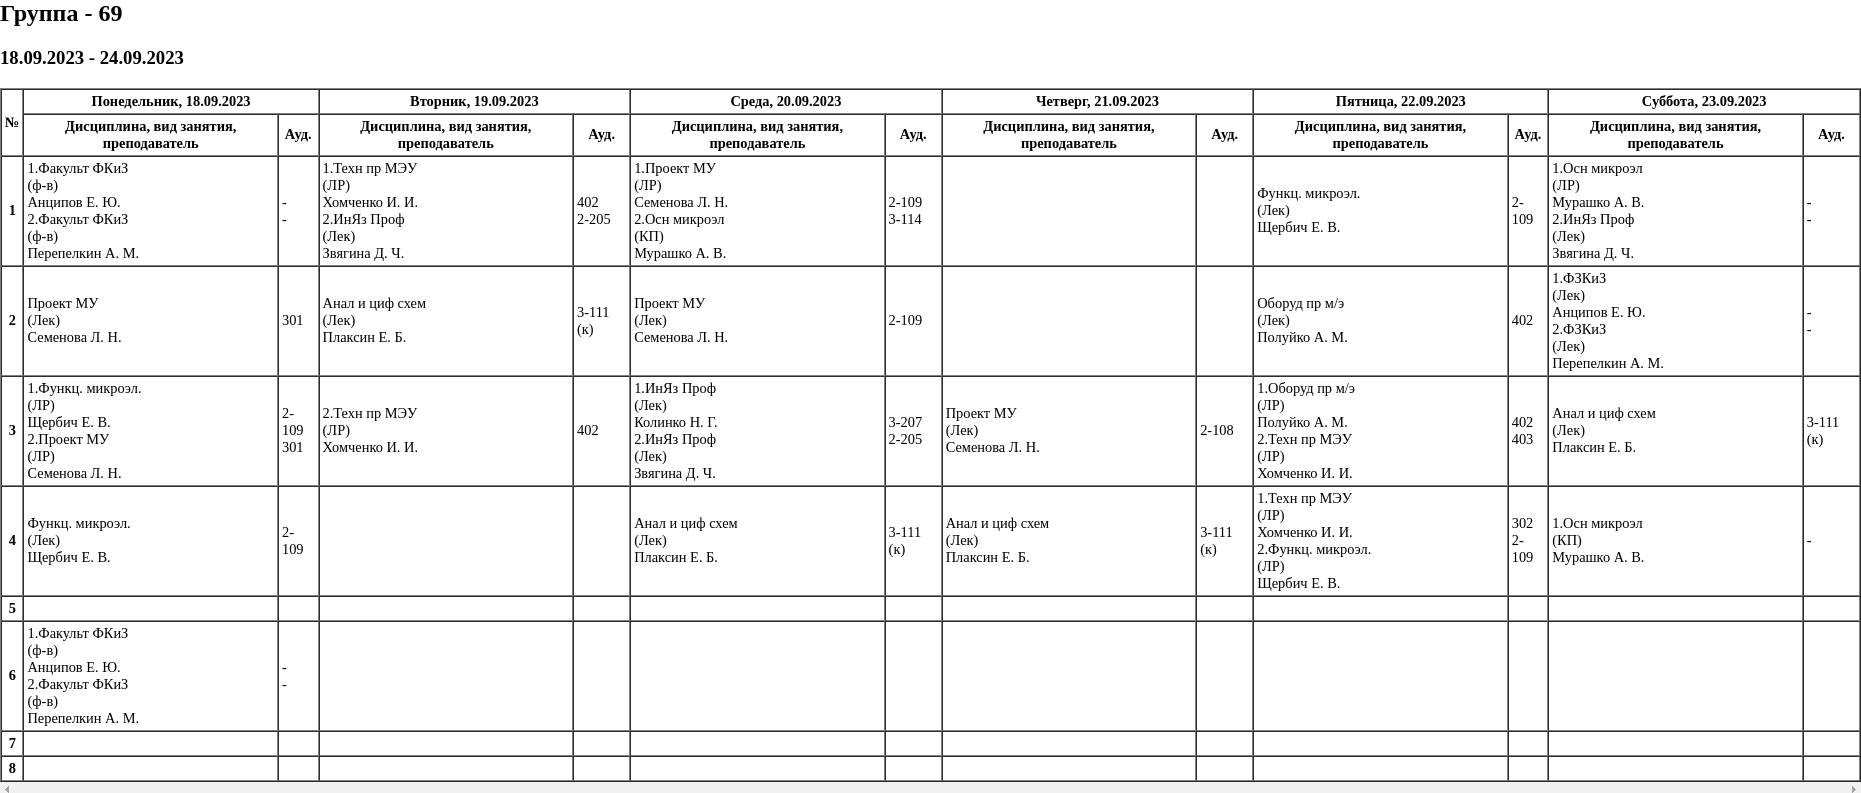 Группа - 69
18.09.2023 - 24.09.2023
№
Понедельник, 18.09.2023
Вторник, 19.09.2023
Среда, 20.09.2023
Четверг, 21.09.2023
Пятница, 22.09.2023
Суббота, 23.09.2023
Дисциплина, вид занятия,
преподаватель
Ауд.
Дисциплина, вид занятия,
преподаватель
Ауд.
Дисциплина, вид занятия,
преподаватель
Ауд.
Дисциплина, вид занятия,
преподаватель
Ауд.
Дисциплина, вид занятия,
преподаватель
Ауд.
Дисциплина, вид занятия,
преподаватель
Ауд.
1
1.Факульт ФКиЗ
(ф-в)
Анципов Е. Ю.
2.Факульт ФКиЗ
(ф-в)
Перепелкин А. М.
-
-
1.Техн пр МЭУ
(ЛР)
Хомченко И. И.
2.ИнЯз Проф
(Лек)
Звягина Д. Ч.
402
2-205
1.Проект МУ
(ЛР)
Семенова Л. Н.
2.Осн микроэл
(КП)
Мурашко А. В.
2-109
3-114
Функц. микроэл.
(Лек)
Щербич Е. В.
2-
109
1.Осн микроэл
(ЛР)
Мурашко А. В.
2.ИнЯз Проф
(Лек)
Звягина Д. Ч.
-
-
2
Проект МУ
(Лек)
Семенова Л. Н.
301
Анал и циф схем
(Лек)
Плаксин Е. Б.
3-111
(к)
Проект МУ
(Лек)
Семенова Л. Н.
2-109
Оборуд пр м/э
(Лек)
Полуйко А. М.
402
1.ФЗКиЗ
(Лек)
Анципов Е. Ю.
2.ФЗКиЗ
(Лек)
Перепелкин А. М.
-
-
3
1.Функц. микроэл.
(ЛР)
Щербич Е. В.
2.Проект МУ
(ЛР)
Семенова Л. Н.
2-
109
301
2.Техн пр МЭУ
(ЛР)
Хомченко И. И.
402
1.ИнЯз Проф
(Лек)
Колинко Н. Г.
2.ИнЯз Проф
(Лек)
Звягина Д. Ч.
3-207
2-205
Проект МУ
(Лек)
Семенова Л. Н.
2-108
1.Оборуд пр м/э
(ЛР)
Полуйко А. М.
2.Техн пр МЭУ
(ЛР)
Хомченко И. И.
402
403
Анал и циф схем
(Лек)
Плаксин Е. Б.
3-111
(к)
4
Функц. микроэл.
(Лек)
Щербич Е. В.
2-
109
Анал и циф схем
(Лек)
Плаксин Е. Б.
3-111
(к)
Анал и циф схем
(Лек)
Плаксин Е. Б.
3-111
(к)
1.Техн пр МЭУ
(ЛР)
Хомченко И. И.
2.Функц. микроэл.
(ЛР)
Щербич Е. В.
302
2-
109
1.Осн микроэл
(КП)
Мурашко А. В.
-
5
6
1.Факульт ФКиЗ
(ф-в)
Анципов Е. Ю.
2.Факульт ФКиЗ
(ф-в)
Перепелкин А. М.
-
-
7
8